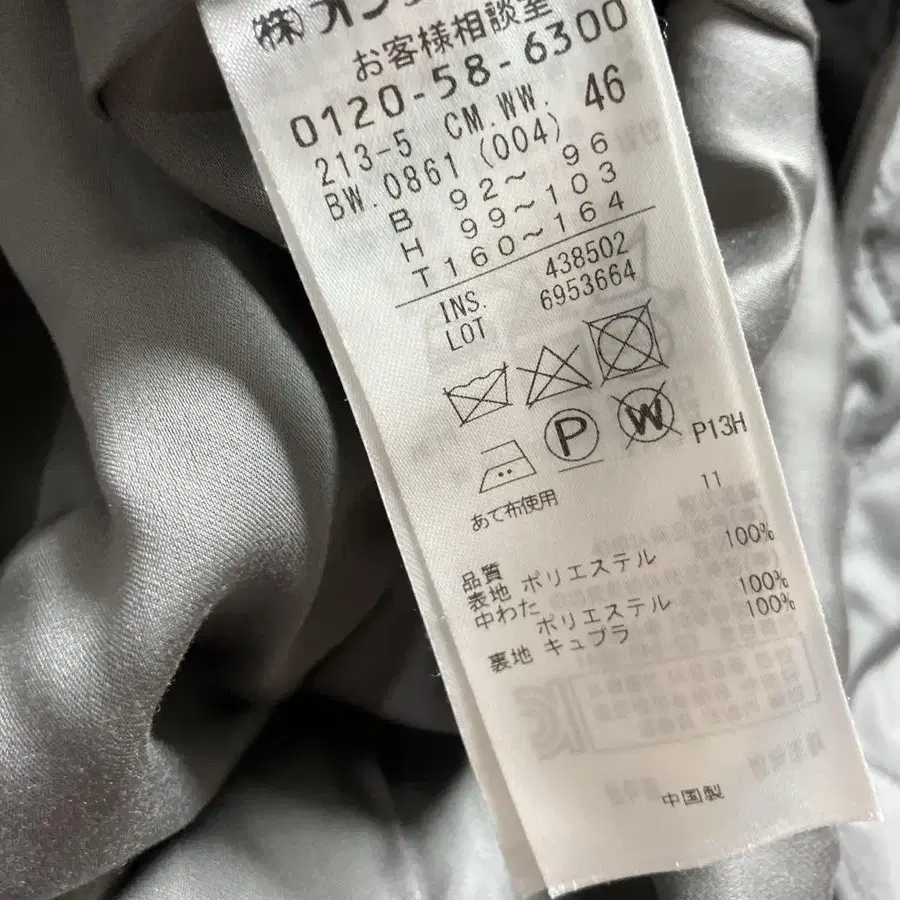 (株)オン
お客様相談室
0120-58-6300
213-5 CM.WW. 46
BW.0861 (004)
B 92～ 96
H 99～103
T160～164
INS. 438502
LOT 6953664
P W P13H
あて布使用 11
品質
表地 ポリエステル 100%
中わた
ポリエステル 100%
裏地 キュプラ 100%
中国製